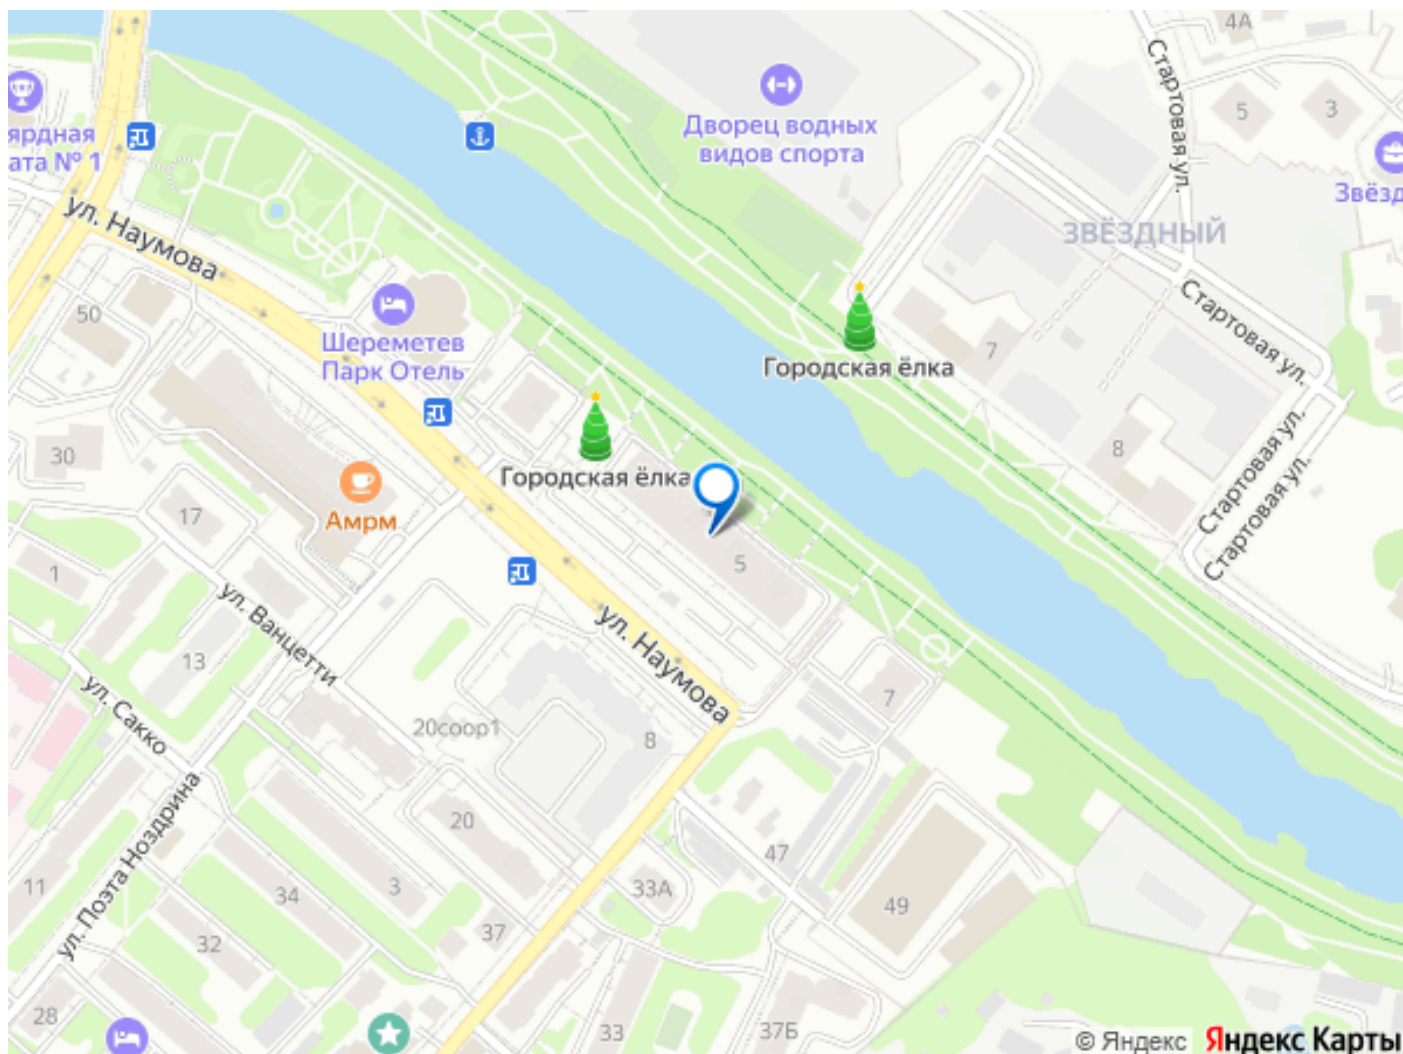 4А
Стартовая ул.
5
3
Дворец водных
видов спорта
ярдная
ата № 1
Звёзд
ЗВЁЗДНЫЙ
ул. Наумова
50
Шереметев
Парк Отель
Стартовая ул.
7
Городская ёлка
30
Городская ёлка
8
Стартовая ул.
Стартовая ул.
Амрм
17
5
1
ул. Ванцетти
13
ул. Наумова
ул. Сакко
7
20соор1
8
ул. Поэта Ноздрина
20
47
33А
11
34
3
49
32
37
28
33
37Б
© Яндекс Яндекс Карты